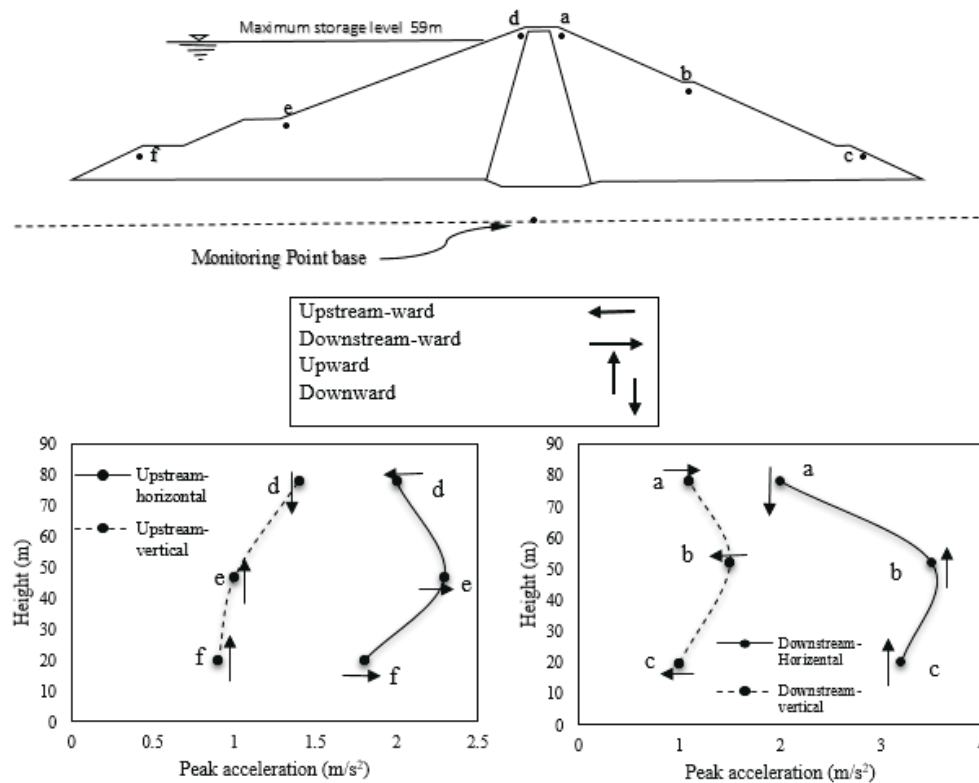 Maximum storage level 59m
d
a
b
e
f
c
Monitoring Point base
Upstream-ward
Downstream-ward
Upward
Downward
90
80
70
60
50
40
30
20
10
0
Height (m)
Upstream-
horizontal
Upstream-
vertical
d
d
e
e
f
f
0
0.5
1
1.5
2
2.5
Peak acceleration (m/s²)
90
80
70
60
50
40
30
20
10
0
Height (m)
a
a
b
b
c
c
Downstream-
Horizental
Downstream-
vertical
0
1
2
3
4
Peak acceleration (m/s²)